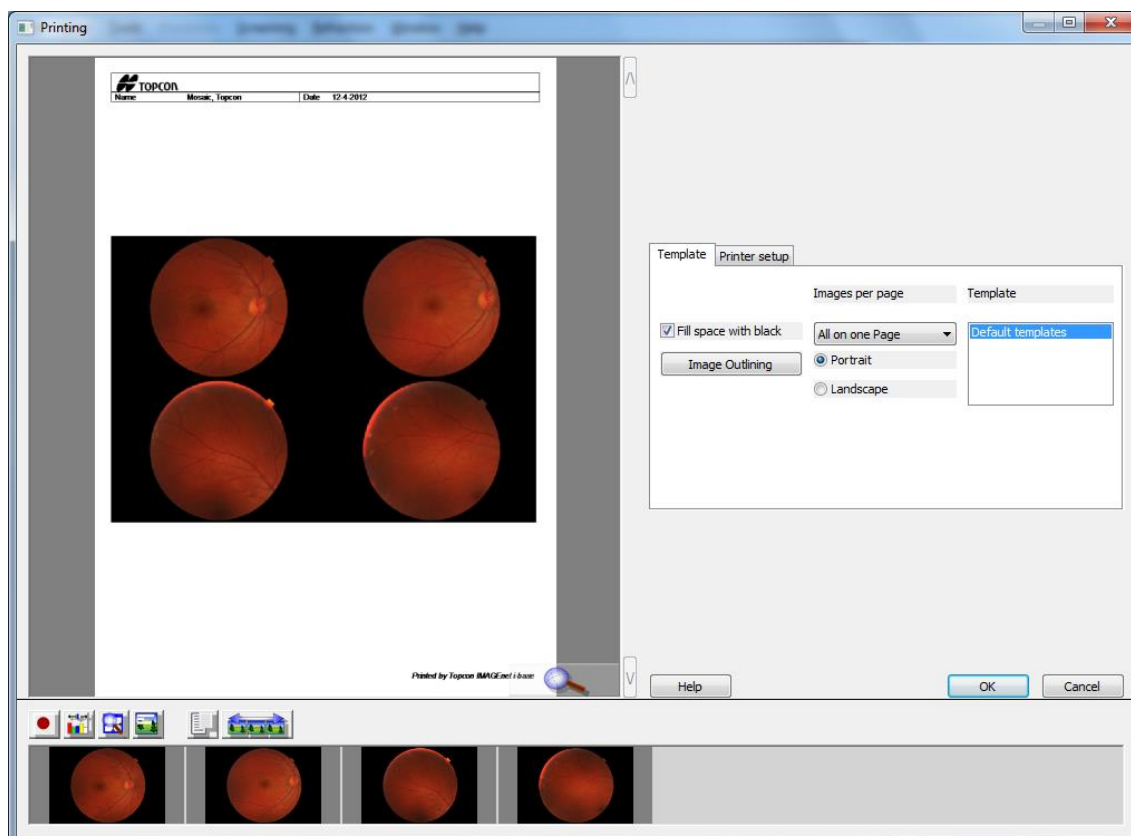 Printing
TOPCON
Name Mosaic, Topcon Date 12-4-2012
Printed by Topcon IMAGEnet i-base
Template Printer setup
Images per page Template
Fill space with black All on one Page Default templates
Image Outlining Portrait
Landscape
Help OK Cancel